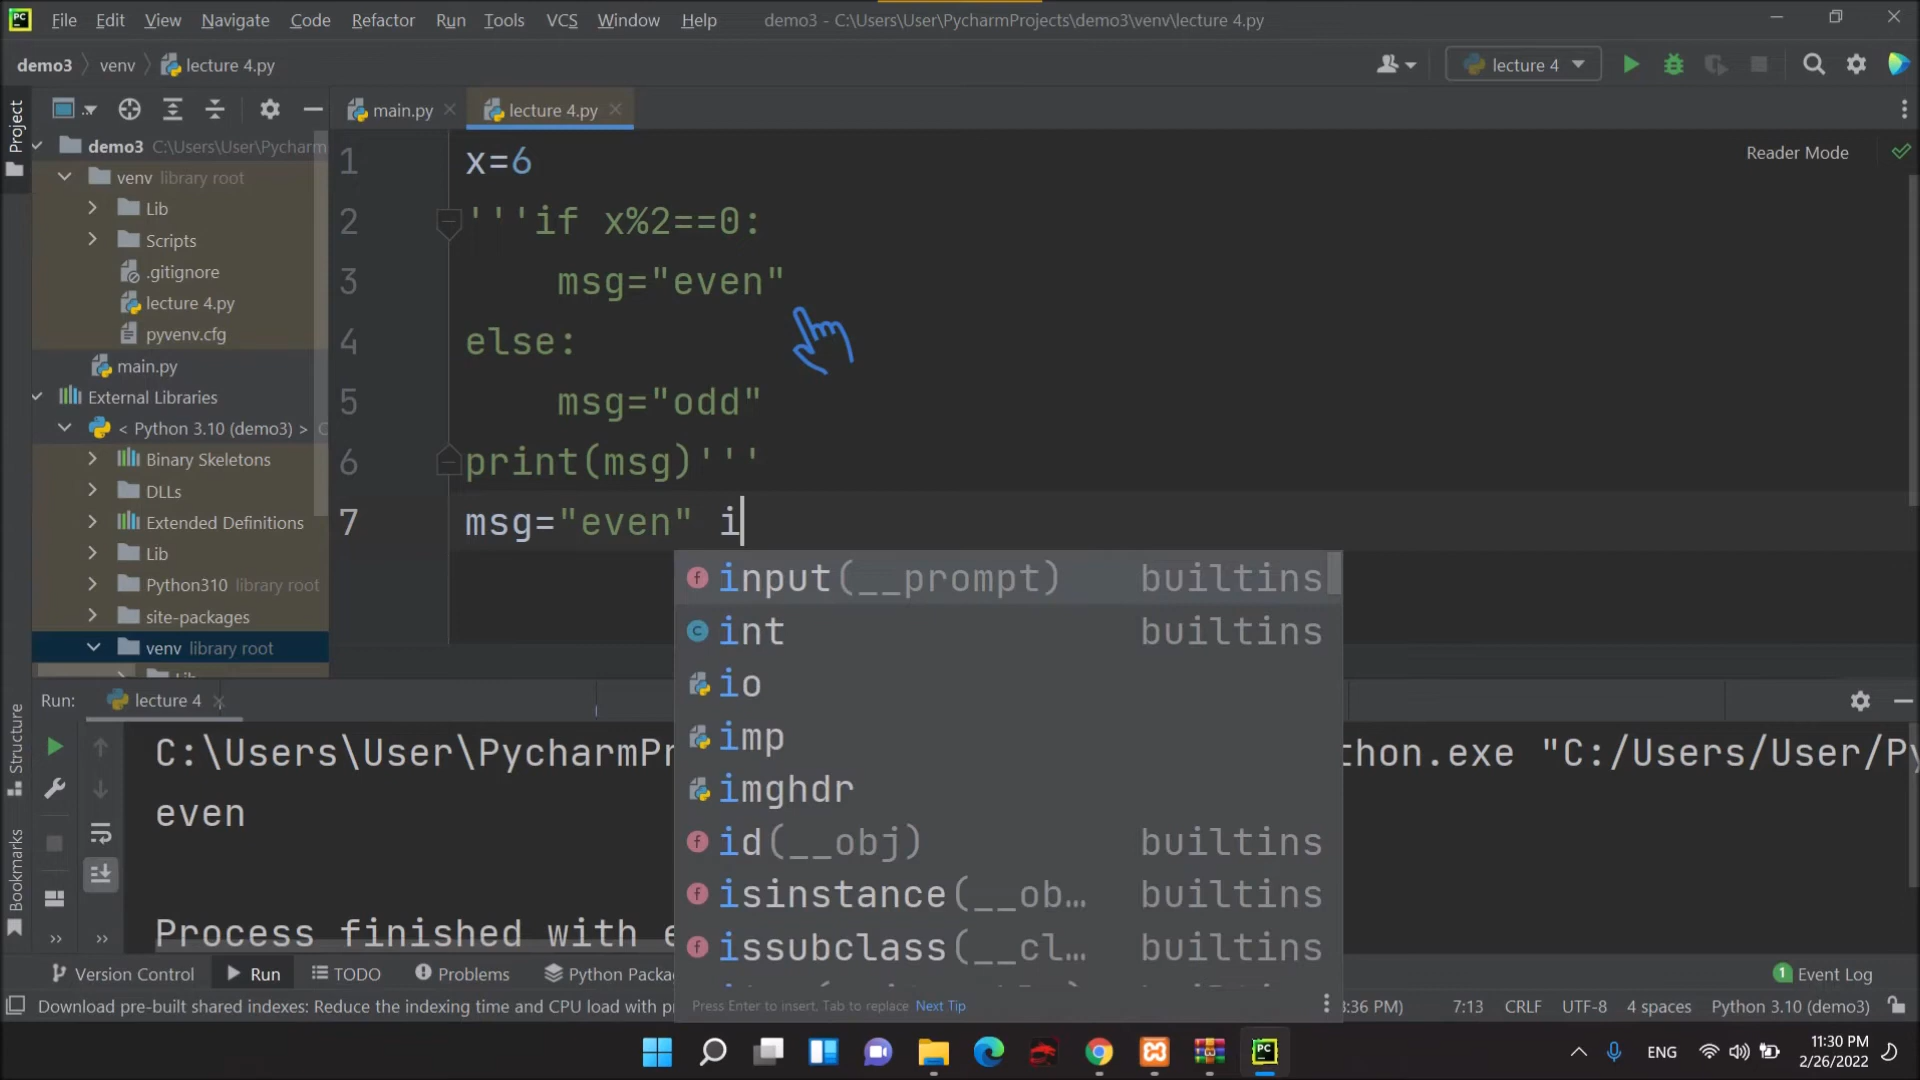 File Edit View Navigate Code Refactor Run Tools VCS Window Help demo3 - C:\Users\User\PycharmProjects\demo3\venv\lecture 4.py
demo3 venv lecture 4.py lecture 4
Project
main.py lecture 4.py
demo3 C:\Users\User\Pycharm
venv library root
Lib
Scripts
.gitignore
lecture 4.py
pyvenv.cfg
main.py
External Libraries
< Python 3.10 (demo3) >
Binary Skeletons
DLLs
Extended Definitions
Lib
Python310 library root
site-packages
venv library root
Reader Mode
1 x=6
2 '''if x%2==0:
3 msg="even"
4 else:
5 msg="odd"
6 print(msg)'''
7 msg="even" i
input(__prompt) builtins
int builtins
io
imp
imghdr
id(__obj) builtins
isinstance(__ob… builtins
issubclass(__cl… builtins
Press Enter to insert, Tab to replace Next Tip
Structure
Bookmarks
Run: lecture 4
C:\Users\User\PycharmPr thon.exe "C:/Users/User/Py
even
Process finished with e
Version Control Run TODO Problems Python Packa Event Log
Download pre-built shared indexes: Reduce the indexing time and CPU load with pr 8:36 PM) 7:13 CRLF UTF-8 4 spaces Python 3.10 (demo3)
ENG 11:30 PM
2/26/2022